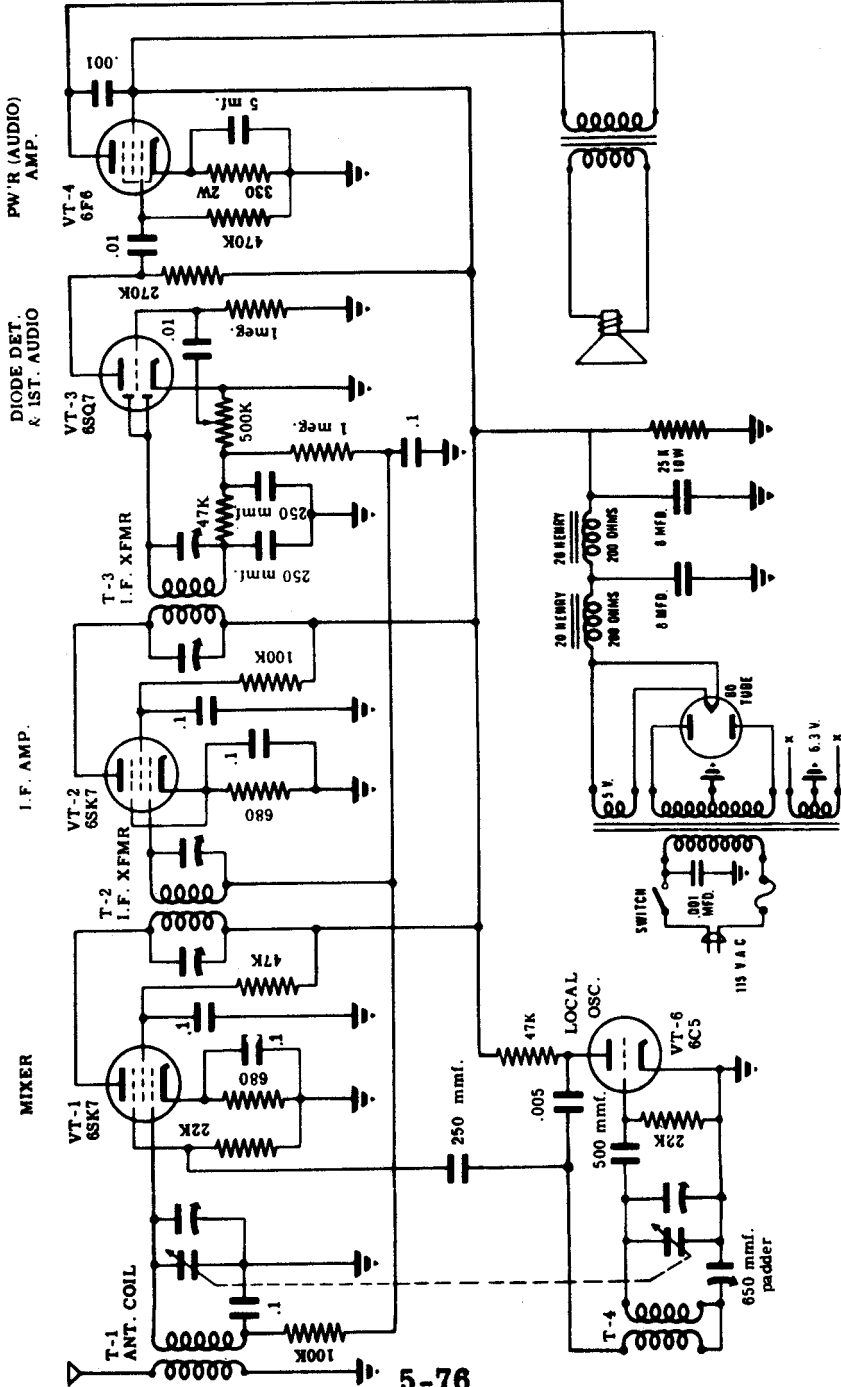 MIXER
I.F. AMP.
DIODE DET.
& 1ST. AUDIO
PW'R (AUDIO)
AMP.
T-1
ANT. COIL
VT-1
6SK7
T-2
I.F. XFMR
VT-2
6SK7
T-3
I.F. XFMR
VT-3
6SQ7
VT-4
6F6
.001
.1
100K
22K
680
.1
.1
47K
680
.1
.1
100K
250 mmf.
47K
250 mmf
500K
1 meg.
.1
.01
1meg.
270K
.01
470K
330
2W
5 mf.
250 mmf.
.005
47K
LOCAL
OSC.
VT-6
6C5
500 mmf.
22K
T-4
650 mmf.
padder
SWITCH
.001
MFD.
115 V A C
5 V.
6.3 V.
x
x
80
TUBE
20 HENRY
200 OHMS
20 HENRY
200 OHMS
8 MFD.
8 MFD.
25 K
10W
5-76